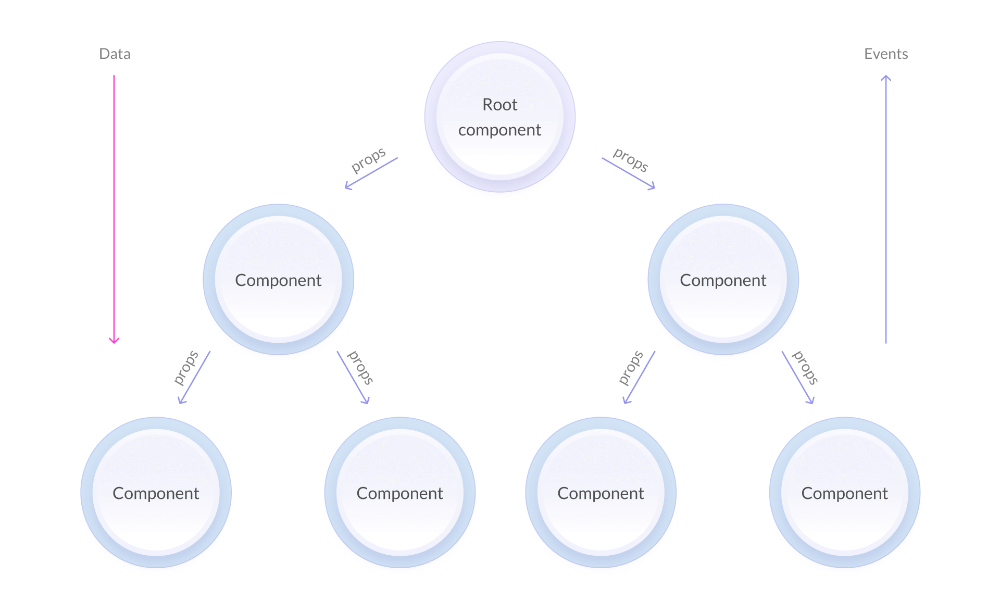 Data
Events
Root
component
props
props
Component
Component
props
props
props
props
Component
Component
Component
Component